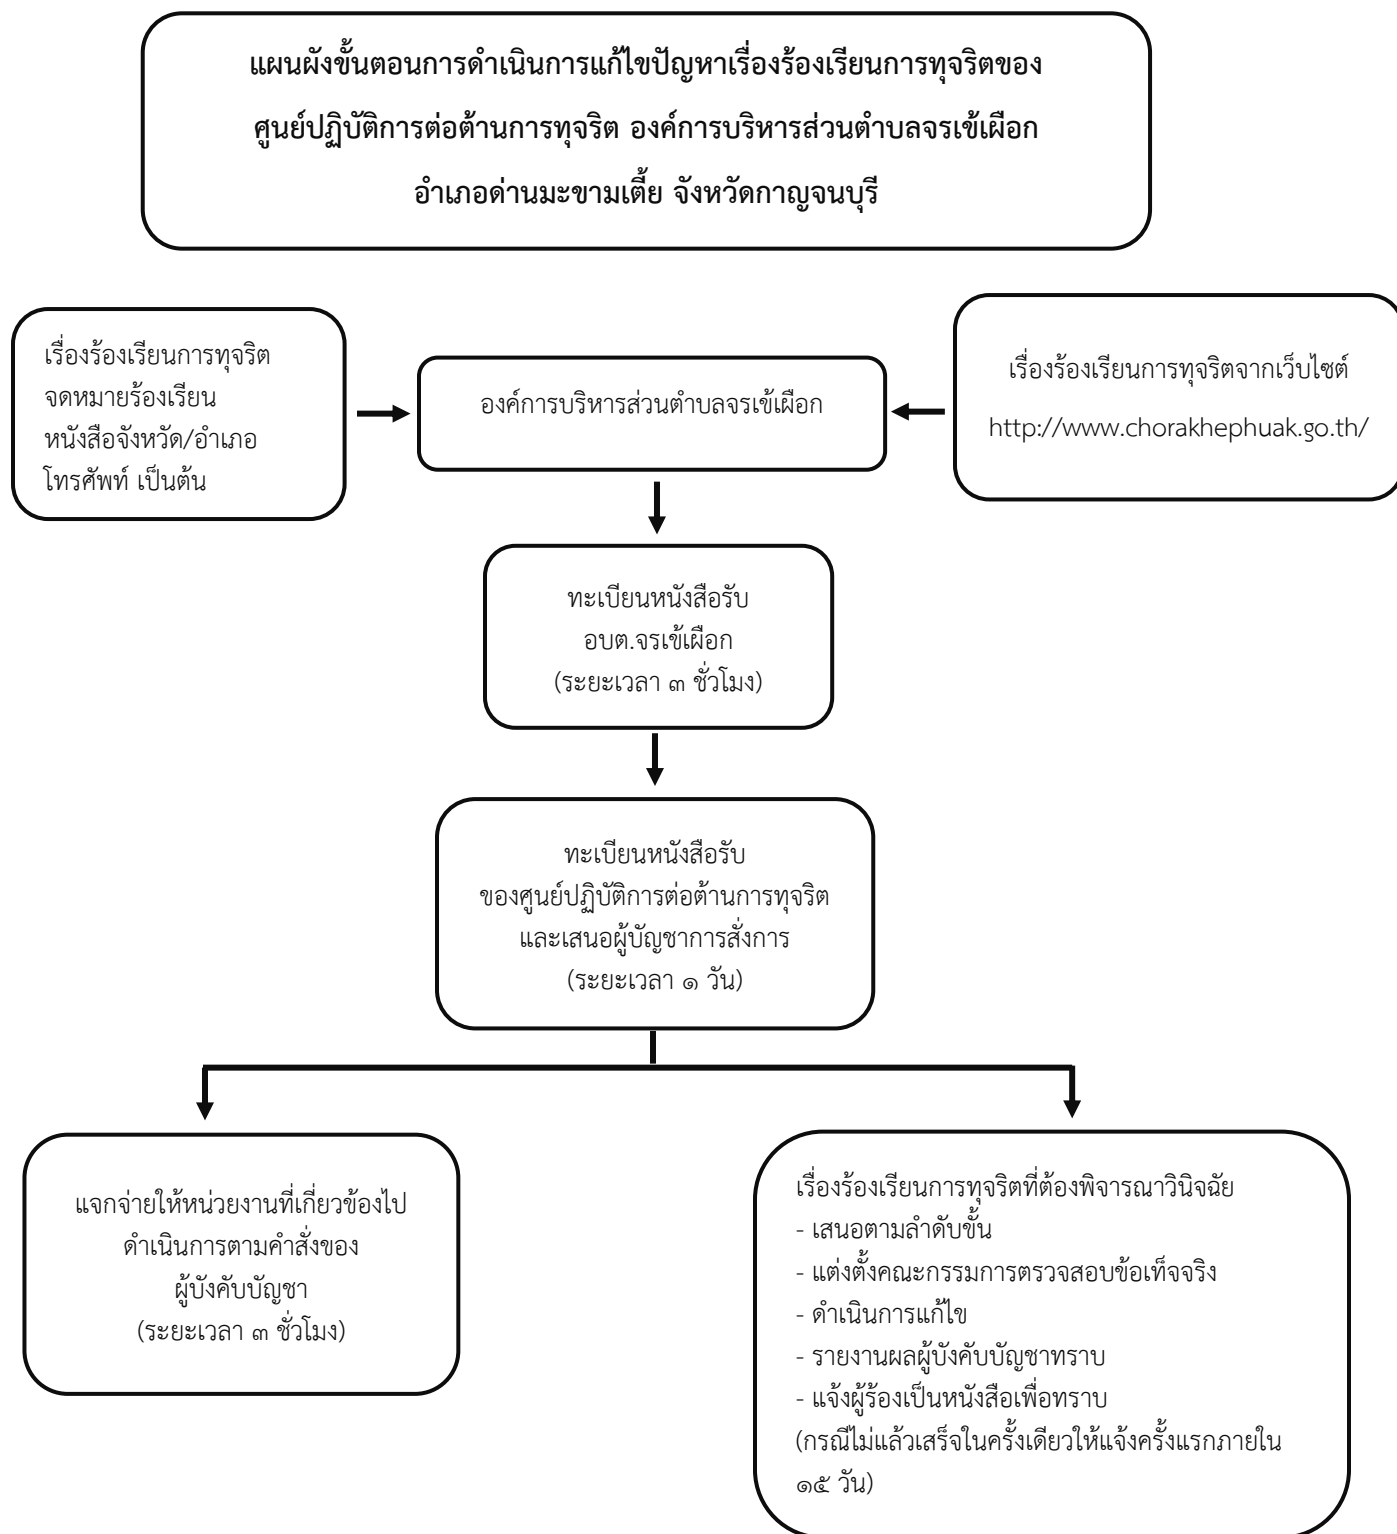 แผนผังขั้นตอนการดำเนินการแก้ไขปัญหาเรื่องร้องเรียนการทุจริตของ
ศูนย์ปฏิบัติการต่อต้านการทุจริต องค์การบริหารส่วนตำบลจรเข้เผือก
อำเภอด่านมะขามเตี้ย จังหวัดกาญจนบุรี
เรื่องร้องเรียนการทุจริต
จดหมายร้องเรียน
หนังสือจังหวัด/อำเภอ
โทรศัพท์ เป็นต้น
องค์การบริหารส่วนตำบลจรเข้เผือก
เรื่องร้องเรียนการทุจริตจากเว็บไซต์
http://www.chorakhephuak.go.th/
ทะเบียนหนังสือรับ
อบต.จรเข้เผือก
(ระยะเวลา ๓ ชั่วโมง)
ทะเบียนหนังสือรับ
ของศูนย์ปฏิบัติการต่อต้านการทุจริต
และเสนอผู้บัญชาการสั่งการ
(ระยะเวลา ๑ วัน)
แจกจ่ายให้หน่วยงานที่เกี่ยวข้องไป
ดำเนินการตามคำสั่งของ
ผู้บังคับบัญชา
(ระยะเวลา ๓ ชั่วโมง)
เรื่องร้องเรียนการทุจริตที่ต้องพิจารณาวินิจฉัย
- เสนอตามลำดับขั้น
- แต่งตั้งคณะกรรมการตรวจสอบข้อเท็จจริง
- ดำเนินการแก้ไข
- รายงานผลผู้บังคับบัญชาทราบ
- แจ้งผู้ร้องเป็นหนังสือเพื่อทราบ
(กรณีไม่แล้วเสร็จในครั้งเดียวให้แจ้งครั้งแรกภายใน
๑๕ วัน)